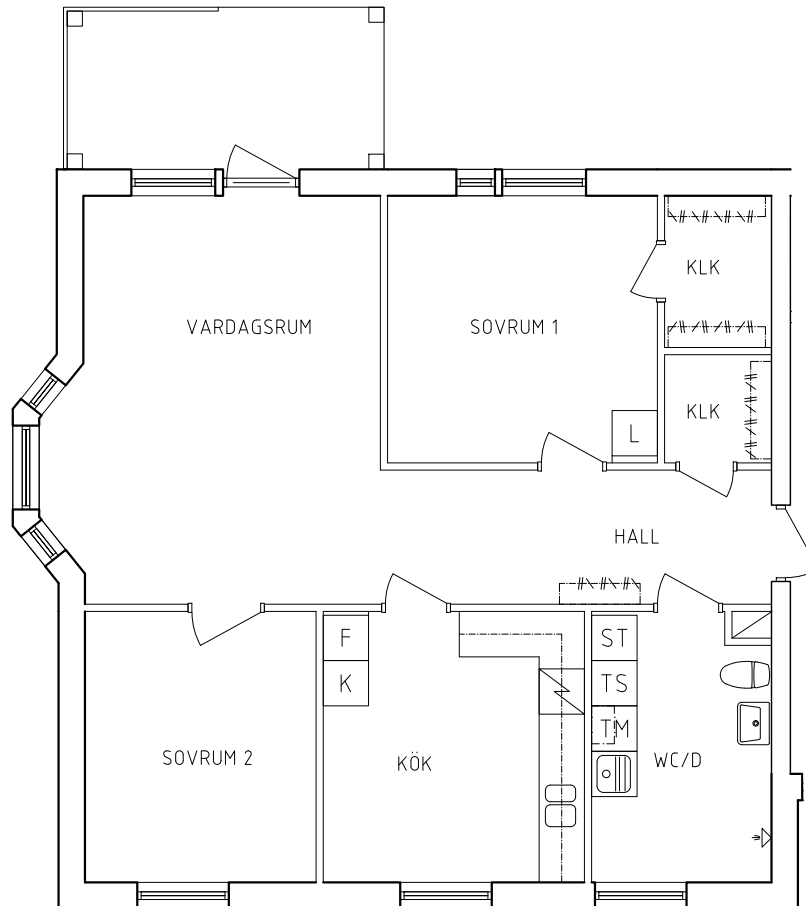 KLK
VARDAGSRUM
SOVRUM 1
KLK
L
HALL
F
ST
K
TS
TM
SOVRUM 2
KÖK
WC/D